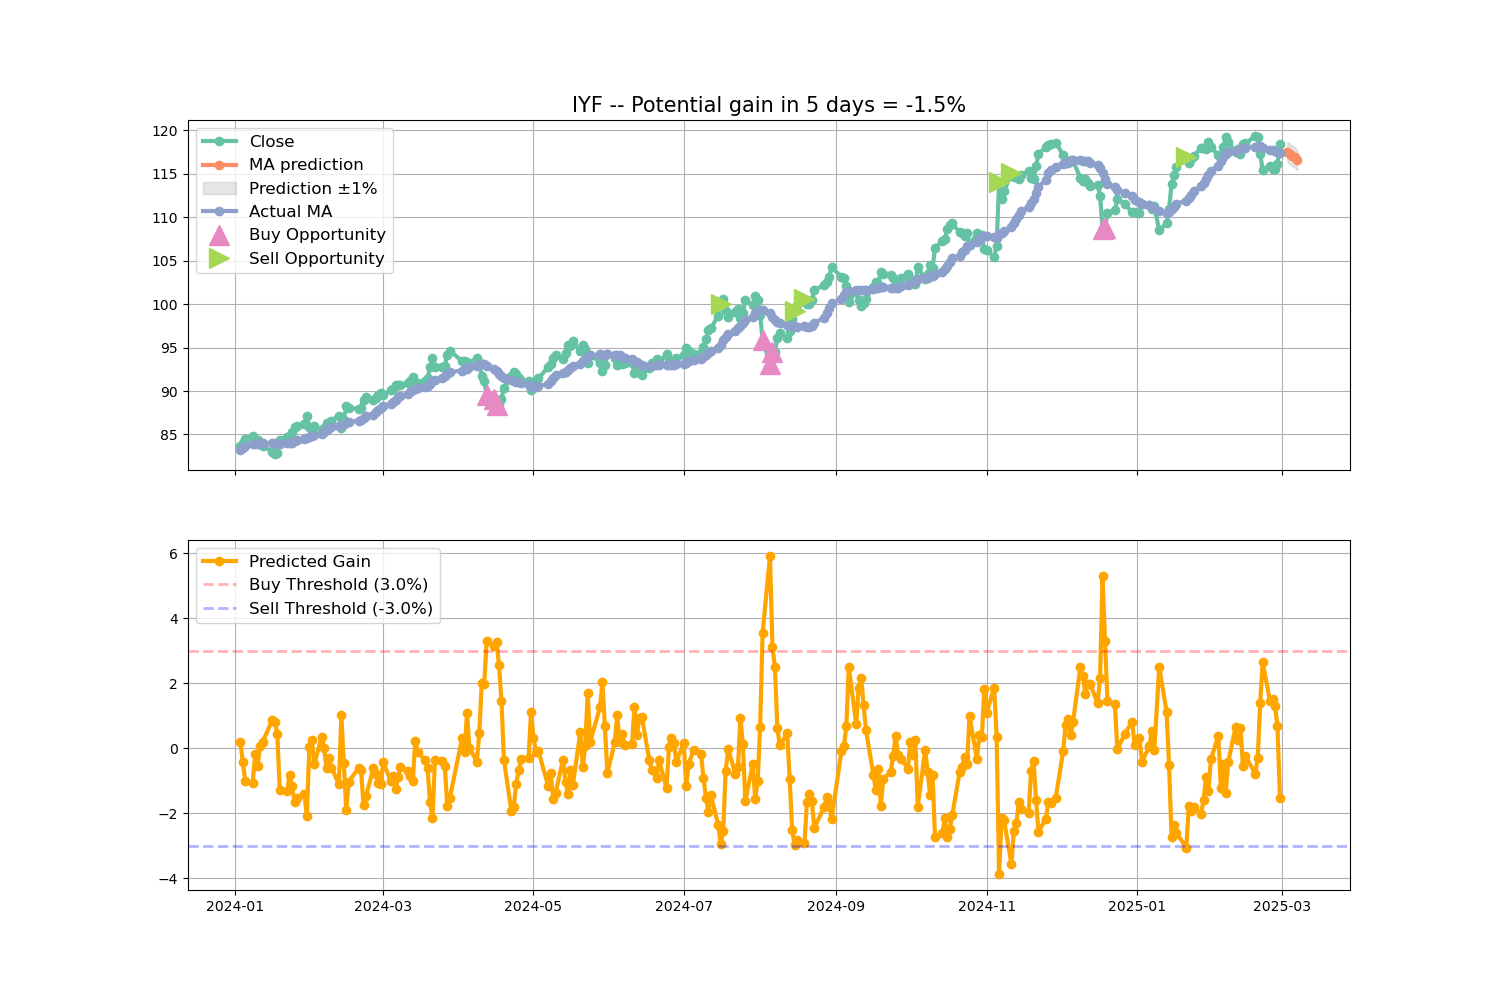 IYF -- Potential gain in 5 days = -1.5%
120
115
110
105
100
95
90
85
Close
MA prediction
Prediction ±1%
Actual MA
Buy Opportunity
Sell Opportunity
6
4
2
0
−2
−4
Predicted Gain
Buy Threshold (3.0%)
Sell Threshold (-3.0%)
2024-01
2024-03
2024-05
2024-07
2024-09
2024-11
2025-01
2025-03